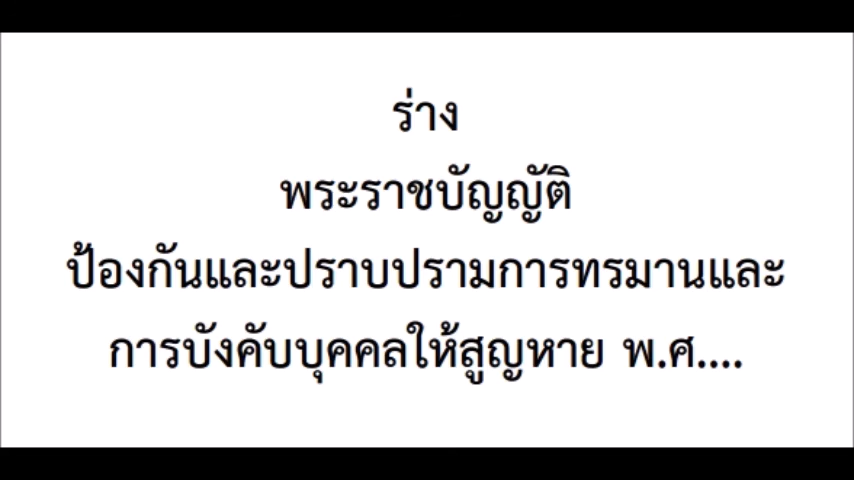 ร่าง
พระราชบัญญัติ
ป้องกันและปราบปรามการทรมานและ
การบังคับบุคคลให้สูญหาย พ.ศ....